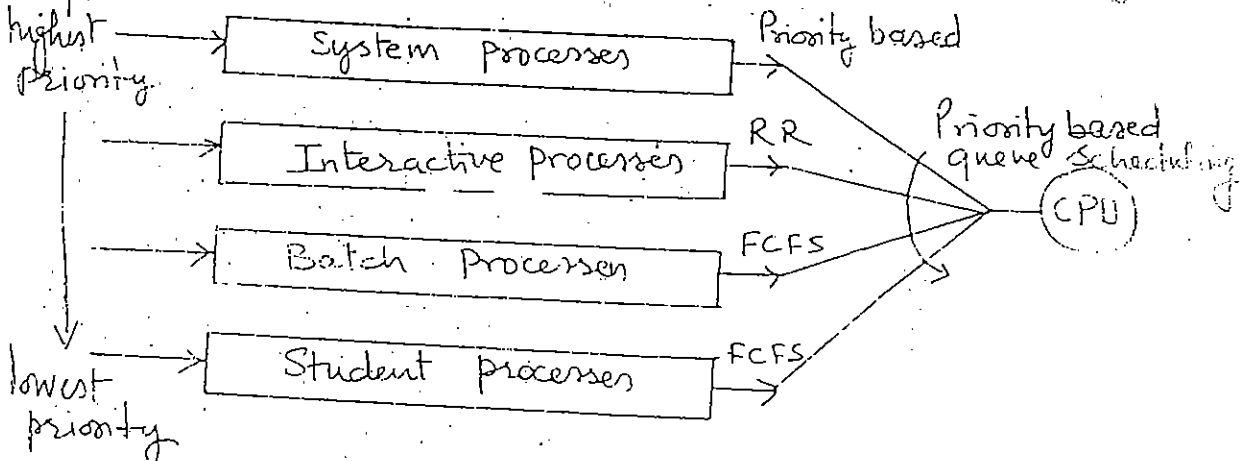 highest
priority
System processes
Priority based
Interactive processes
RR
Priority based
queue Scheduling
CPU
Batch Processes
FCFS
Student processes
FCFS
lowest
priority